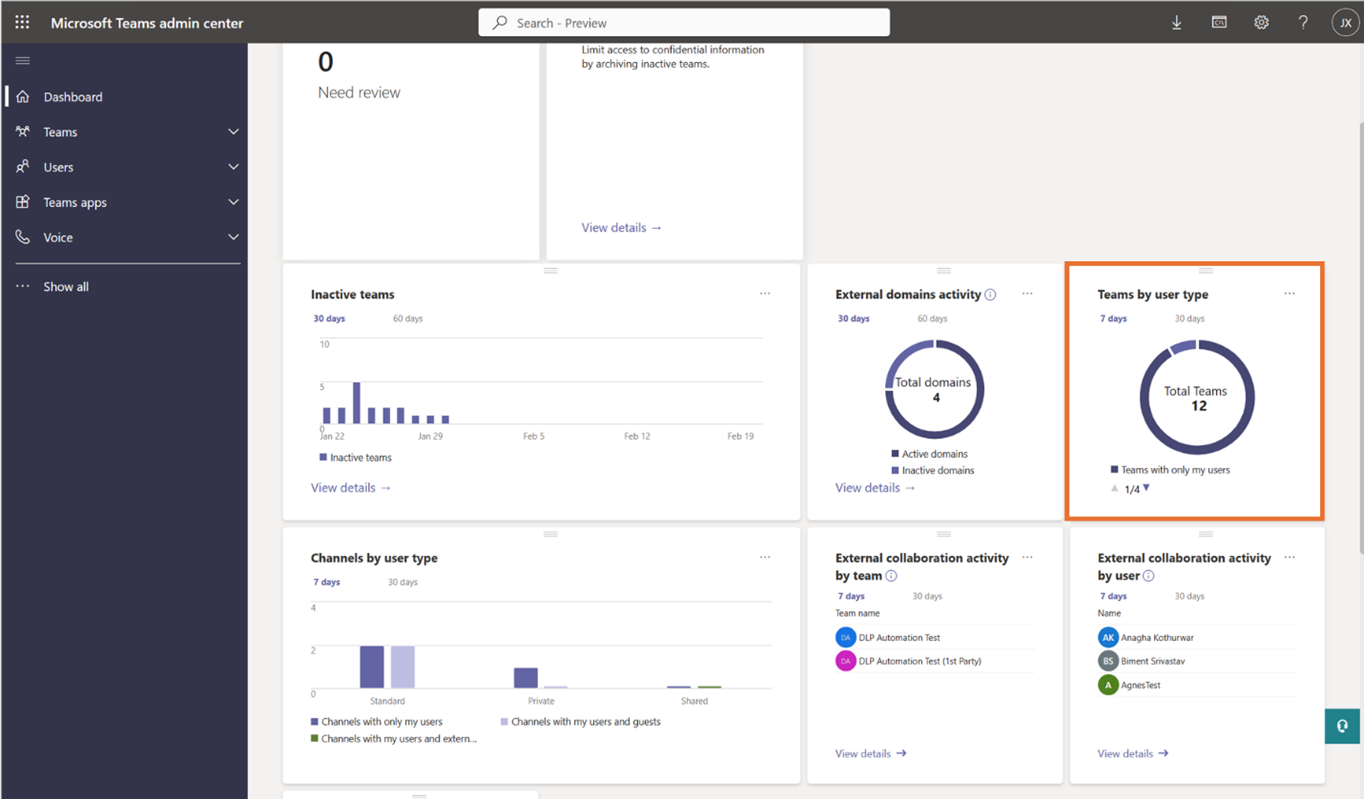 Microsoft Teams admin center
Search - Preview
JX
Dashboard
Teams
Users
Teams apps
Voice
Show all
0
Need review
Limit access to confidential information
by archiving inactive teams.
View details →
Inactive teams
30 days
60 days
10
5
0
Jan 22
Jan 29
Feb 5
Feb 12
Feb 19
Inactive teams
View details →
External domains activity
30 days
60 days
Total domains
4
Active domains
Inactive domains
View details →
Teams by user type
7 days
30 days
Total Teams
12
Teams with only my users
1/4
Channels by user type
7 days
30 days
4
2
0
Standard
Private
Shared
Channels with only my users
Channels with my users and guests
Channels with my users and extern...
External collaboration activity
by team
7 days
30 days
Team name
DA DLP Automation Test
DA DLP Automation Test (1st Party)
View details →
External collaboration activity
by user
7 days
30 days
Name
AK Anagha Kothurwar
BS Biment Srivastav
A AgnesTest
View details →